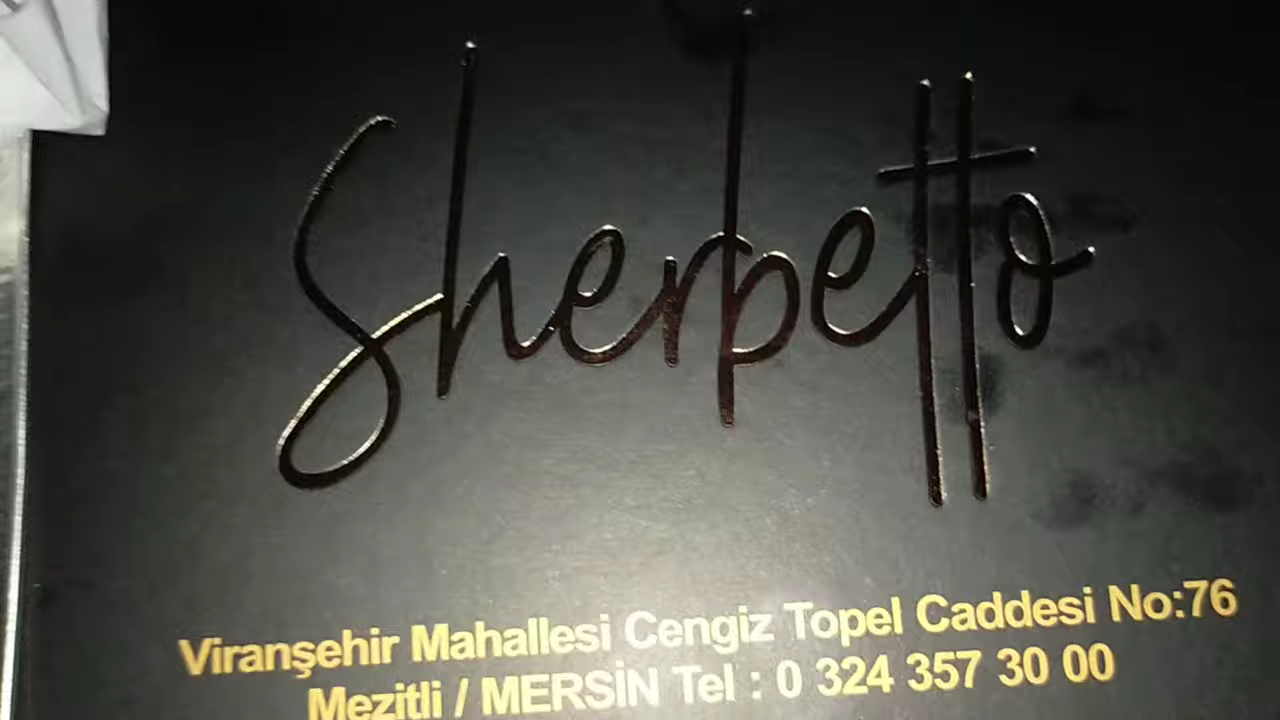 Sherbetto
Viranşehir Mahallesi Cengiz Topel Caddesi No:76
Mezitli / MERSİN Tel : 0 324 357 30 00